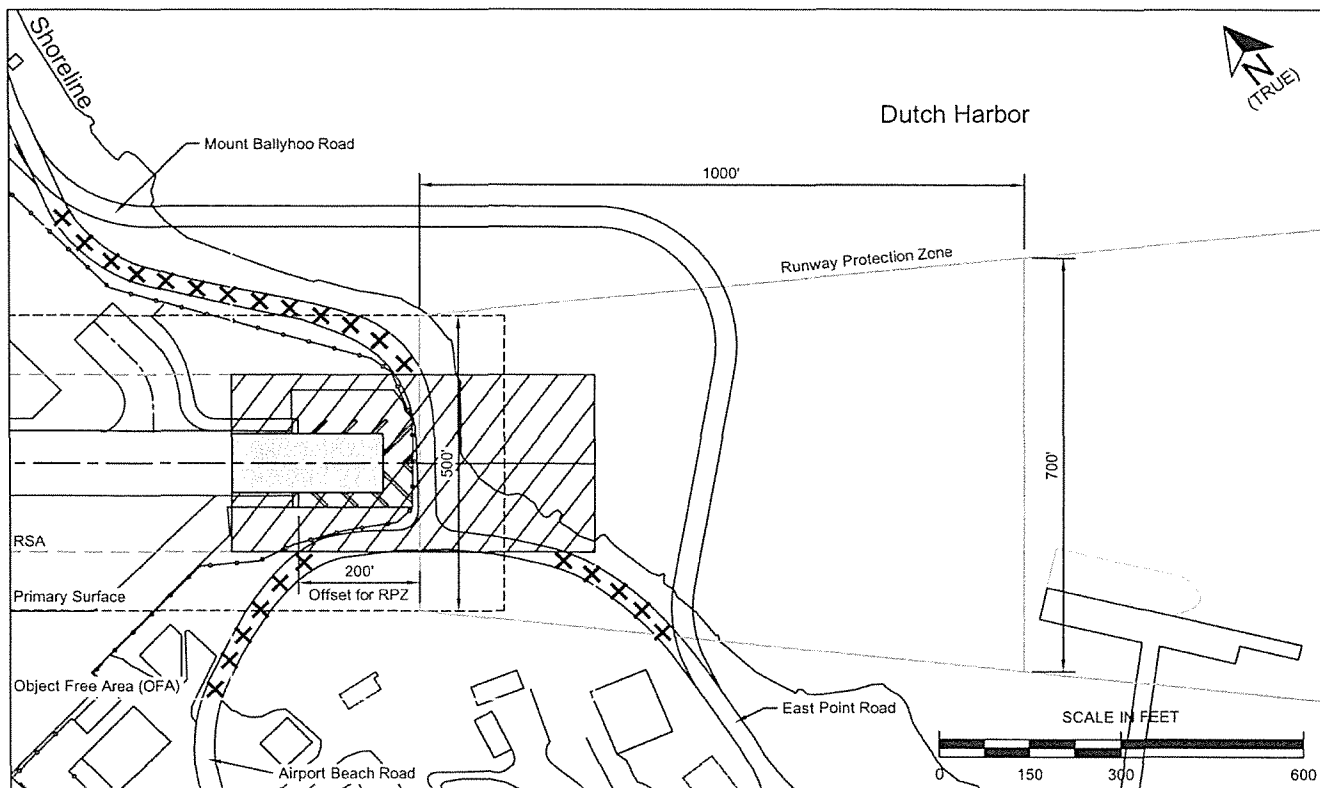 Shoreline
N
(TRUE)
Dutch Harbor
Mount Ballyhoo Road
1000'
Runway Protection Zone
500'
700'
RSA
200'
Offset for RPZ
Primary Surface
Object Free Area (OFA)
East Point Road
SCALE IN FEET
Airport Beach Road
0 150 300 600